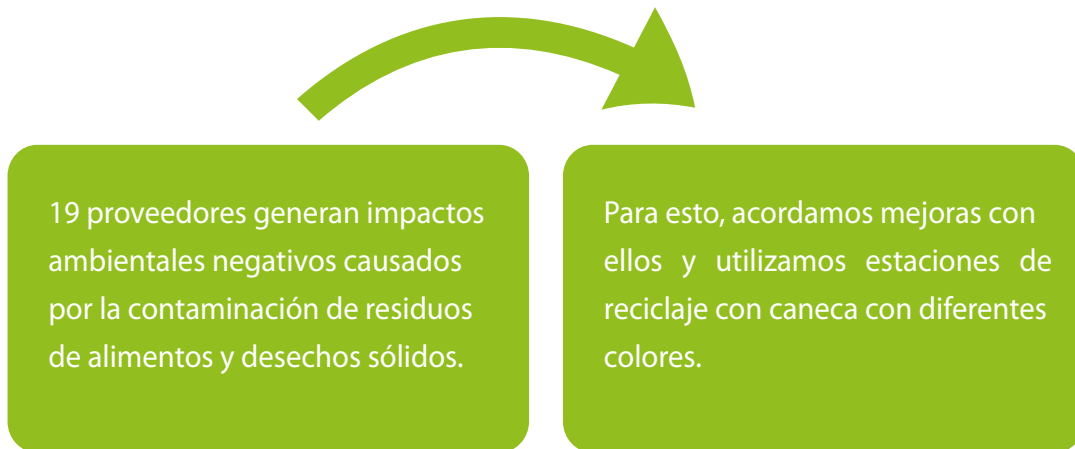 19 proveedores generan impactos
ambientales negativos causados
por la contaminación de residuos
de alimentos y desechos sólidos.
Para esto, acordamos mejoras con
ellos y utilizamos estaciones de
reciclaje con caneca con diferentes
colores.